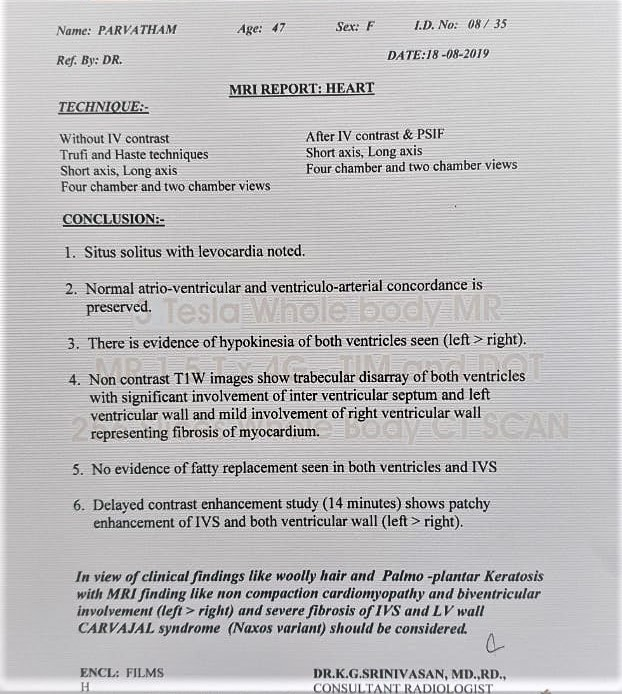 Name: PARVATHAM Age: 47 Sex: F I.D. No: 08 / 35
Ref. By: DR. DATE:18 -08-2019
MRI REPORT: HEART
TECHNIQUE:-
Without IV contrast
Trufi and Haste techniques
Short axis, Long axis
Four chamber and two chamber views
After IV contrast & PSIF
Short axis, Long axis
Four chamber and two chamber views
CONCLUSION:-
1. Situs solitus with levocardia noted.
2. Normal atrio-ventricular and ventriculo-arterial concordance is
preserved.
3. There is evidence of hypokinesia of both ventricles seen (left > right).
4. Non contrast T1W images show trabecular disarray of both ventricles
with significant involvement of inter ventricular septum and left
ventricular wall and mild involvement of right ventricular wall
representing fibrosis of myocardium.
5. No evidence of fatty replacement seen in both ventricles and IVS
6. Delayed contrast enhancement study (14 minutes) shows patchy
enhancement of IVS and both ventricular wall (left > right).
In view of clinical findings like woolly hair and Palmo -plantar Keratosis
with MRI finding like non compaction cardiomyopathy and biventricular
involvement (left > right) and severe fibrosis of IVS and LV wall
CARVAJAL syndrome (Naxos variant) should be considered.
ENCL: FILMS
H
DR.K.G.SRINIVASAN, MD.,RD.,
CONSULTANT RADIOLOGIST
Tesla Whole body MR
MR 1.5 T
TIM and DOT
Body CT SCAN